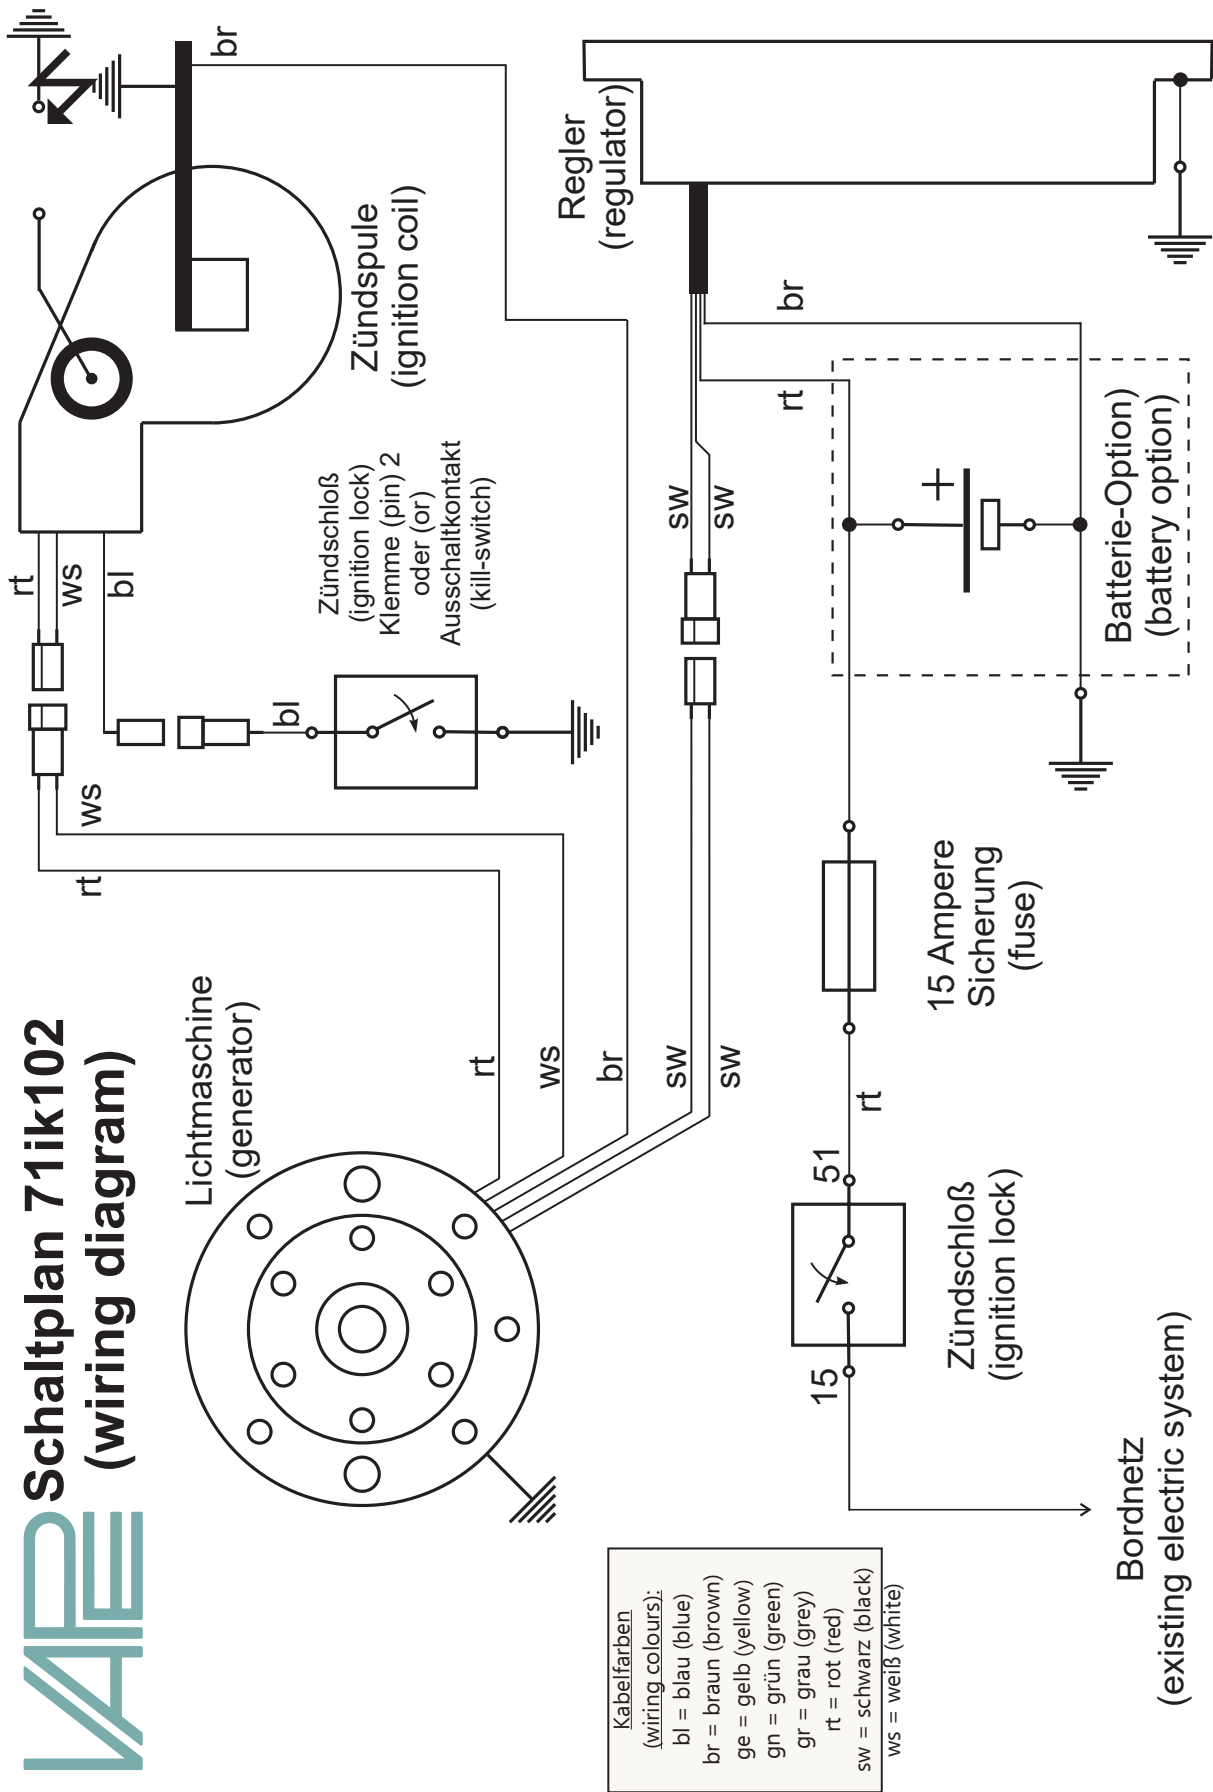 VAPE
Schaltplan 71ik102
(wiring diagram)
Lichtmaschine
(generator)
rt
ws
br
sw
sw
rt
ws
rt
ws
bl
bl
Zündschloß
(ignition lock)
Klemme (pin) 2
oder (or)
Ausschaltkontakt
(kill-switch)
Zündspule
(ignition coil)
br
Regler
(regulator)
sw
sw
rt
br
+
Batterie-Option)
(battery option)
15 Ampere
Sicherung
(fuse)
rt
51
15
Zündschloß
(ignition lock)
Bordnetz
(existing electric system)
Kabelfarben
(wiring colours):
bl = blau (blue)
br = braun (brown)
ge = gelb (yellow)
gn = grün (green)
gr = grau (grey)
rt = rot (red)
sw = schwarz (black)
ws = weiß (white)